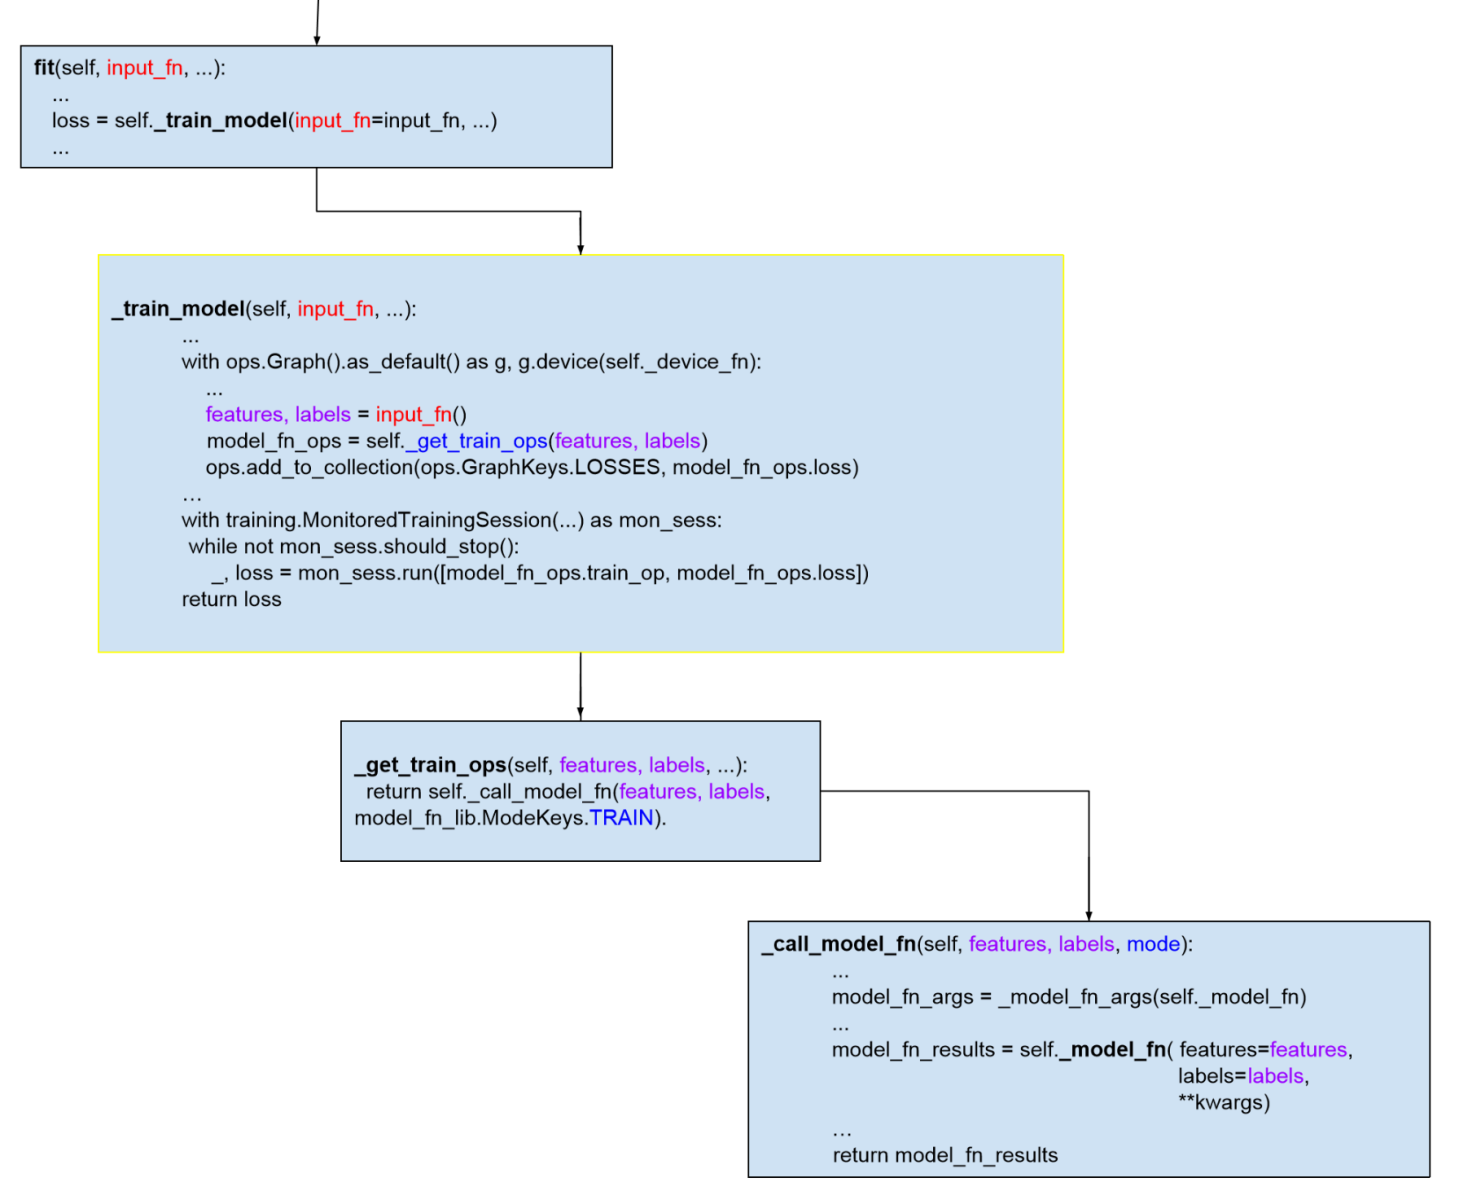 fit(self, input_fn, ...):
...
loss = self._train_model(input_fn=input_fn, ...)
...
_train_model(self, input_fn, ...):
...
with ops.Graph().as_default() as g, g.device(self._device_fn):
...
features, labels = input_fn()
model_fn_ops = self._get_train_ops(features, labels)
ops.add_to_collection(ops.GraphKeys.LOSSES, model_fn_ops.loss)
...
with training.MonitoredTrainingSession(...) as mon_sess:
while not mon_sess.should_stop():
_, loss = mon_sess.run([model_fn_ops.train_op, model_fn_ops.loss])
return loss
_get_train_ops(self, features, labels, ...):
return self._call_model_fn(features, labels,
model_fn_lib.ModeKeys.TRAIN).
_call_model_fn(self, features, labels, mode):
...
model_fn_args = _model_fn_args(self._model_fn)
...
model_fn_results = self._model_fn( features=features,
labels=labels,
**kwargs)
...
return model_fn_results